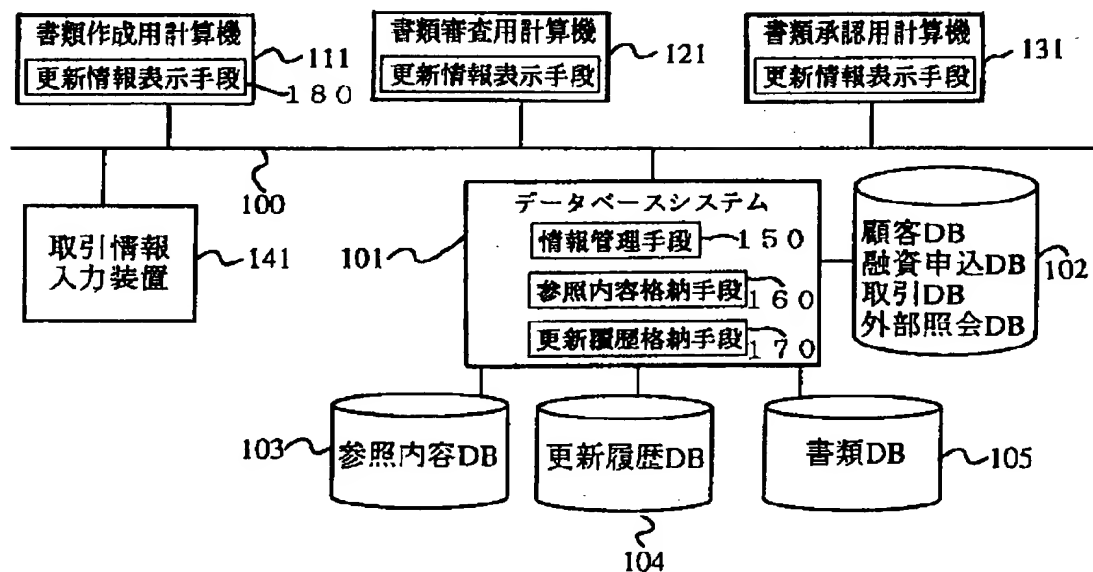 書類作成用計算機
更新情報表示手段
111
180
書類審査用計算機
更新情報表示手段
121
書類承認用計算機
更新情報表示手段
131
100
取引情報
入力装置
141
データベースシステム
101
情報管理手段
150
参照内容格納手段
160
更新履歴格納手段
170
顧客DB
融資申込DB
取引DB
外部照会DB
102
103
参照内容DB
更新履歴DB
104
書類DB
105